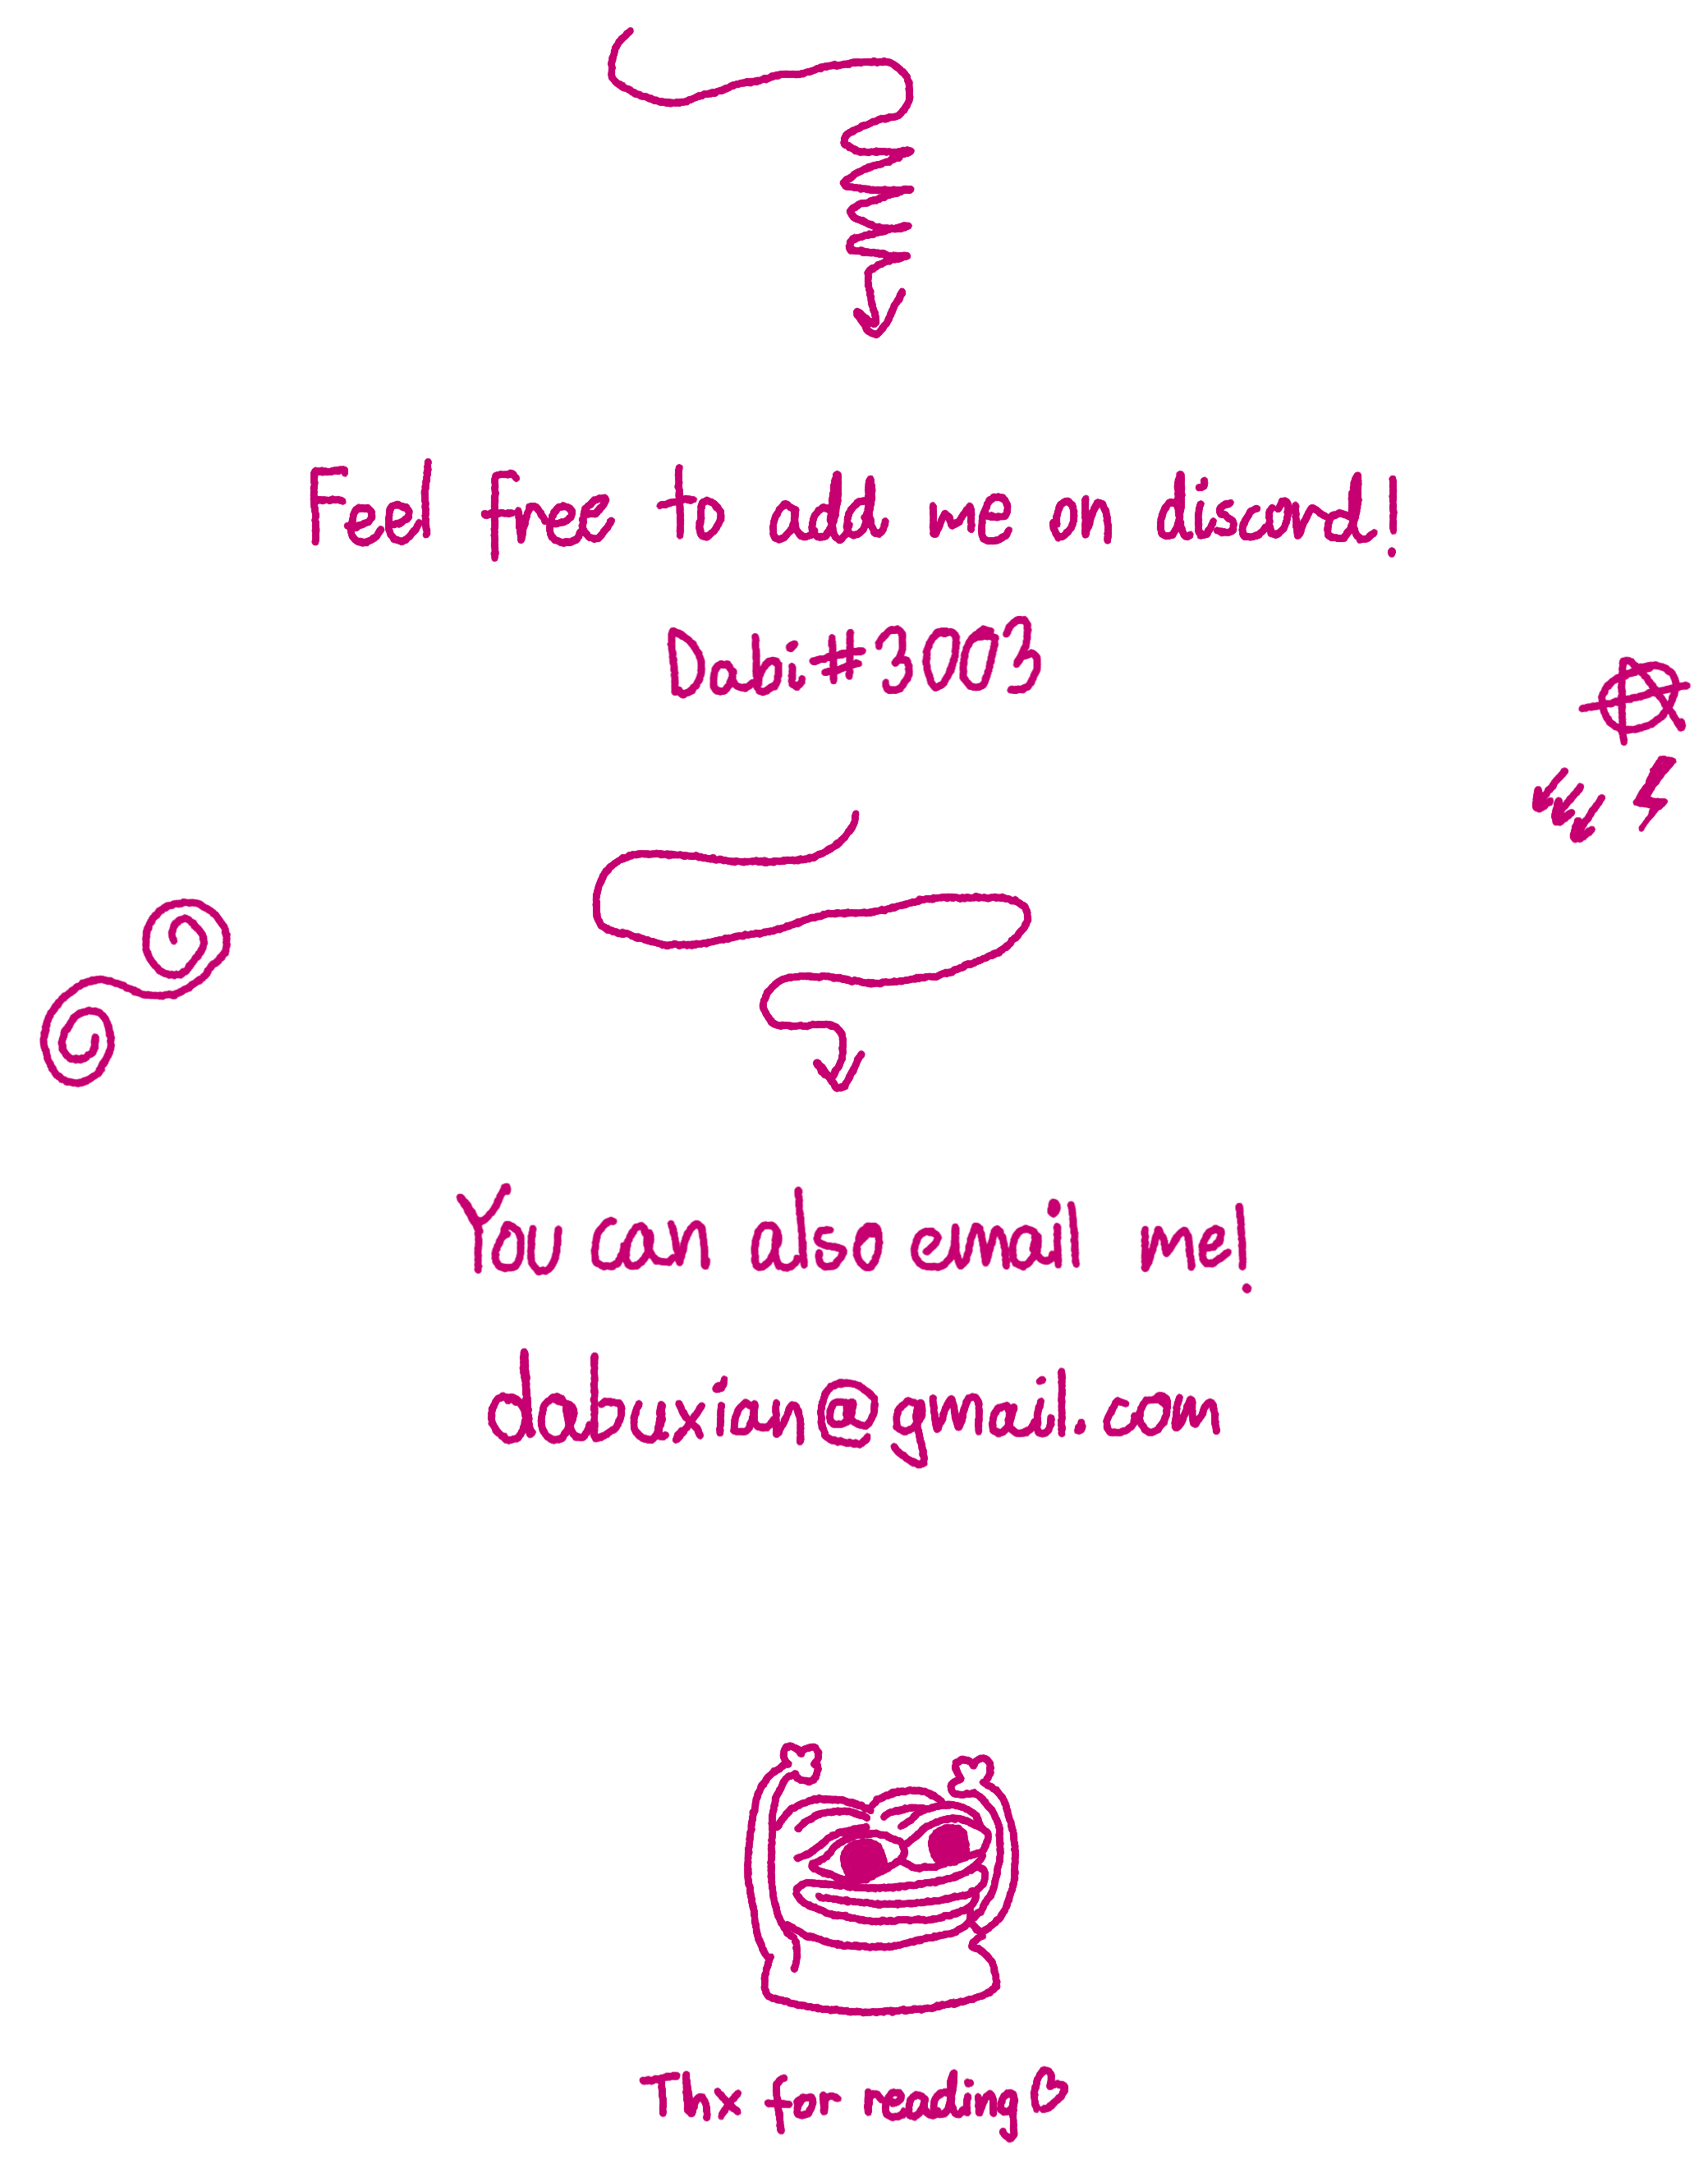 Feel free to add me on discord!
Dabi#3003
You can also email me!
dabuxian@gmail.com
Thx for reading